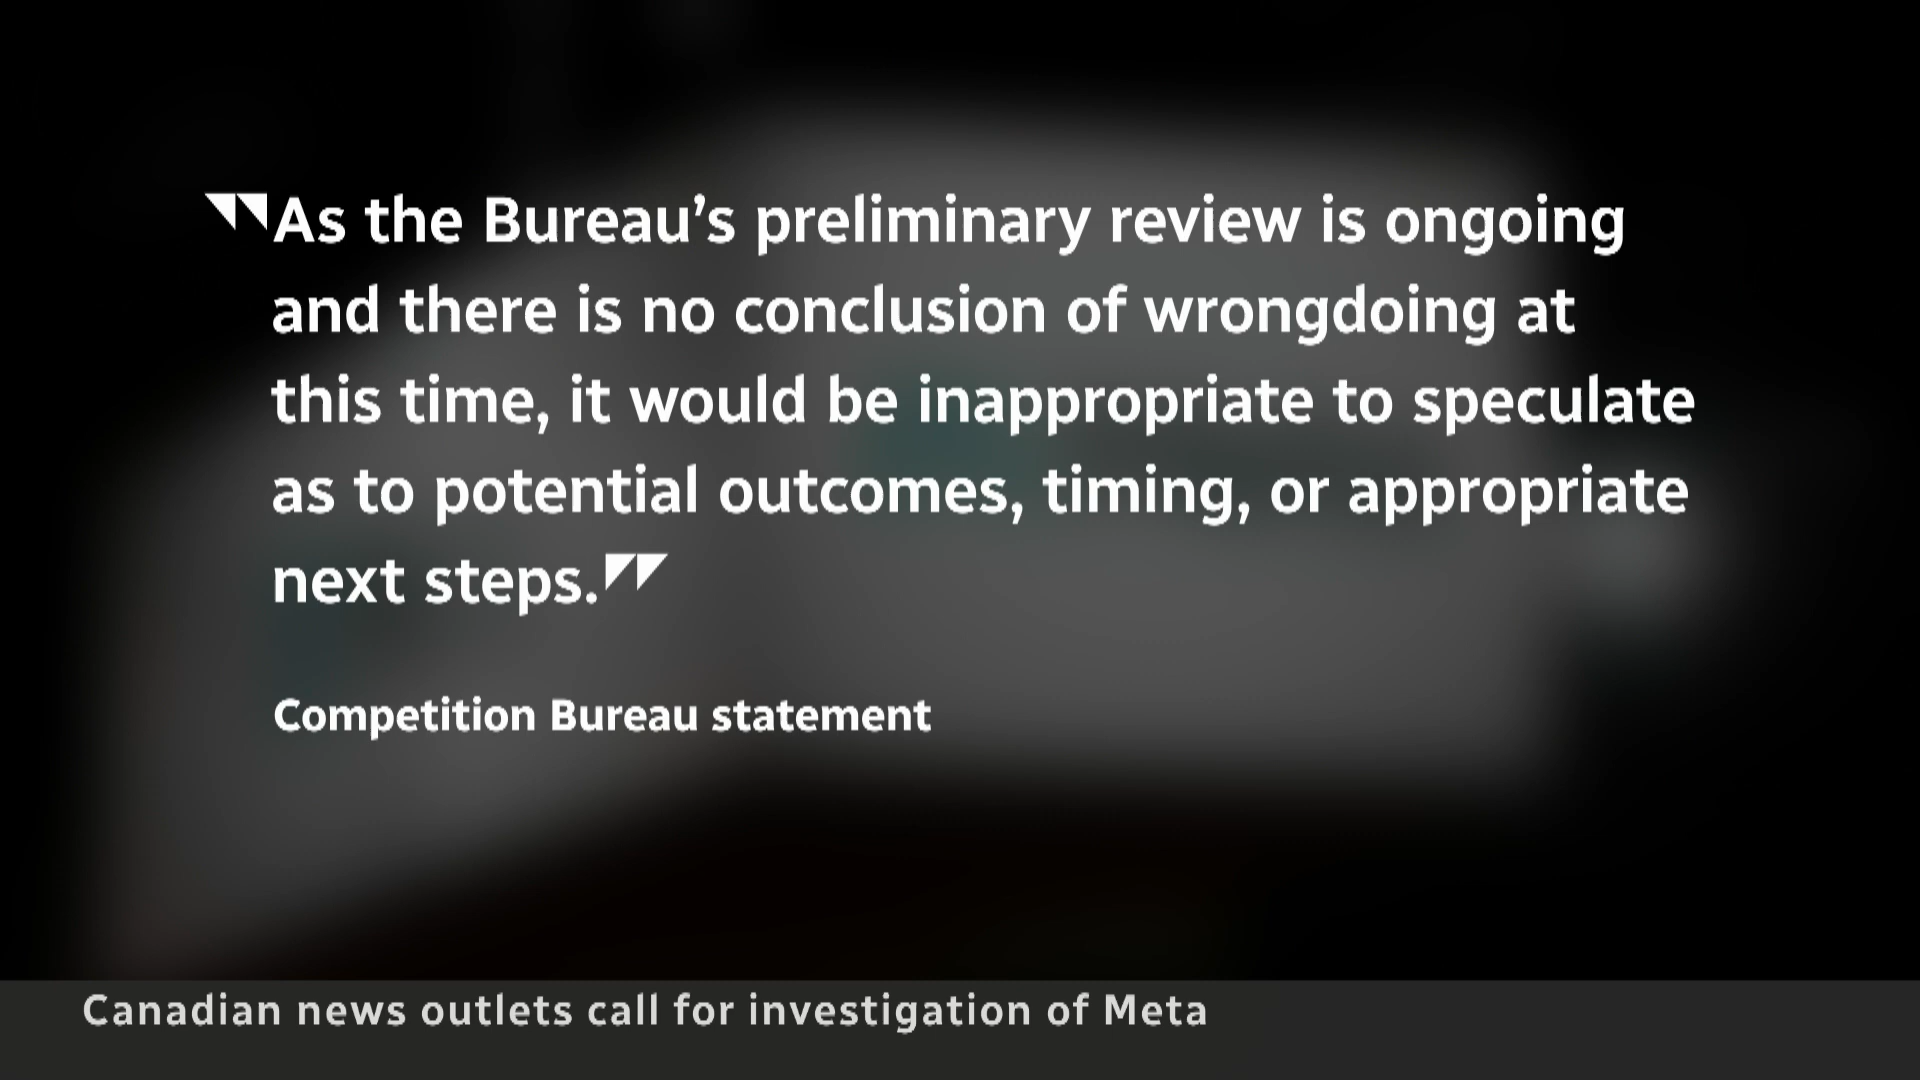 "As the Bureau’s preliminary review is ongoing
and there is no conclusion of wrongdoing at
this time, it would be inappropriate to speculate
as to potential outcomes, timing, or appropriate
next steps."
Competition Bureau statement
Canadian news outlets call for investigation of Meta